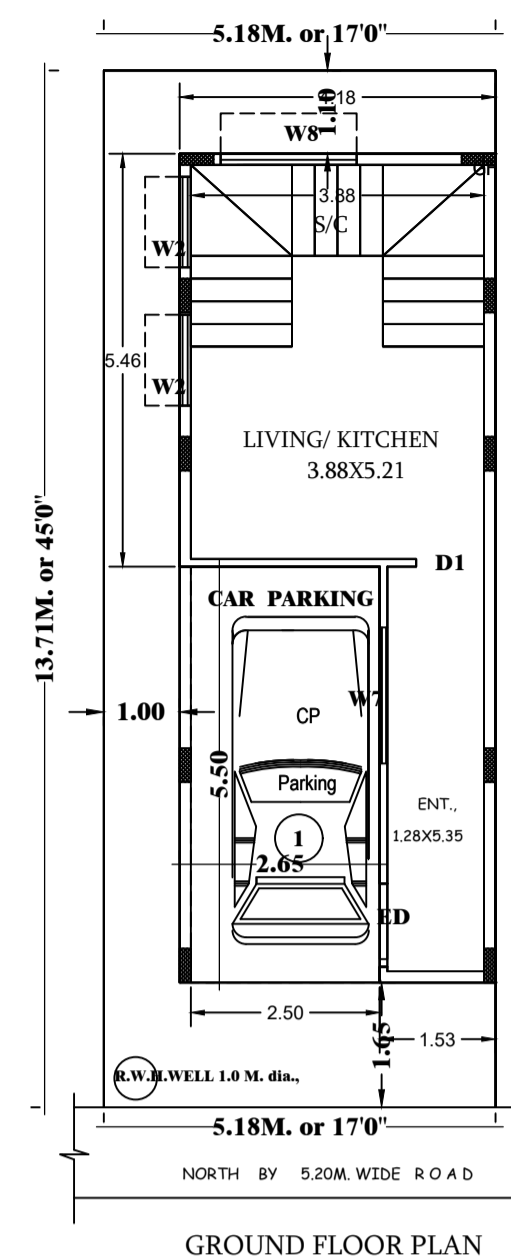 5.18M. or 17'0"
4.18
1.10
W8
3.88
S/C
W2
5.46
W2
LIVING/ KITCHEN
3.88X5.21
13.71M. or 45'0"
D1
CAR PARKING
W7
1.00
CP
5.50
Parking
ENT.,
1
1.28X5.35
2.65
ED
2.50
1.65
1.53
R.W.H.WELL 1.0 M. dia.,
5.18M. or 17'0"
NORTH BY 5.20M. WIDE R O A D
GROUND FLOOR PLAN